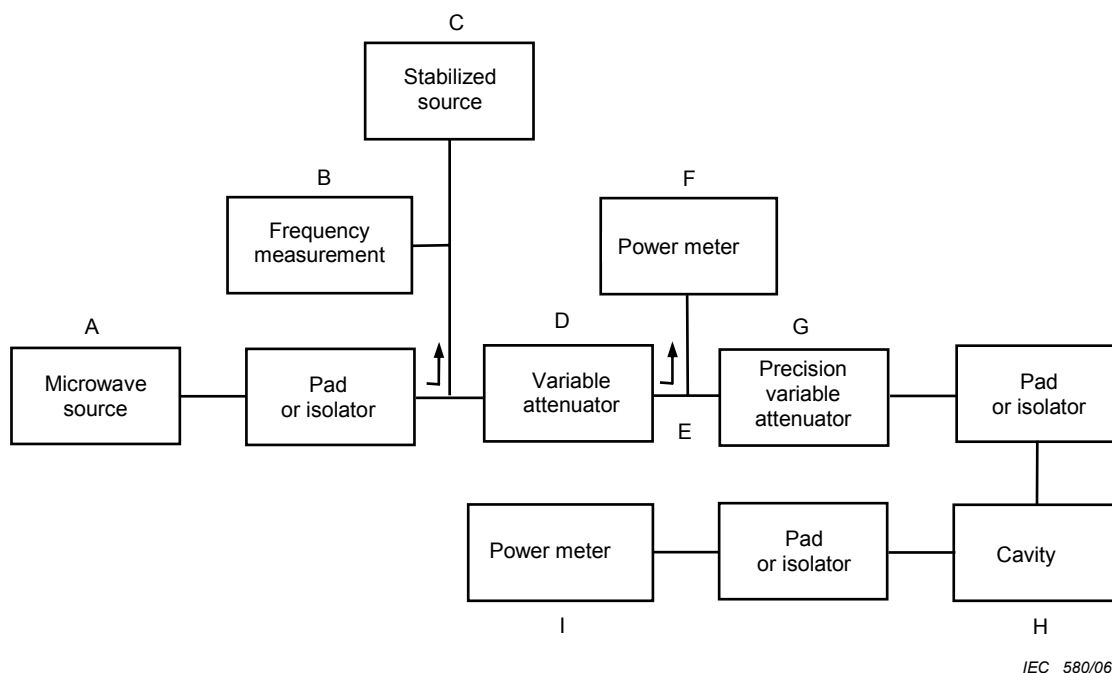 C
Stabilized
source
B
Frequency
measurement
F
Power meter
A
Microwave
source
Pad
or isolator
D
Variable
attenuator
E
G
Precision
variable
attenuator
Pad
or isolator
Power meter
I
Pad
or isolator
Cavity
H
IEC 580/06